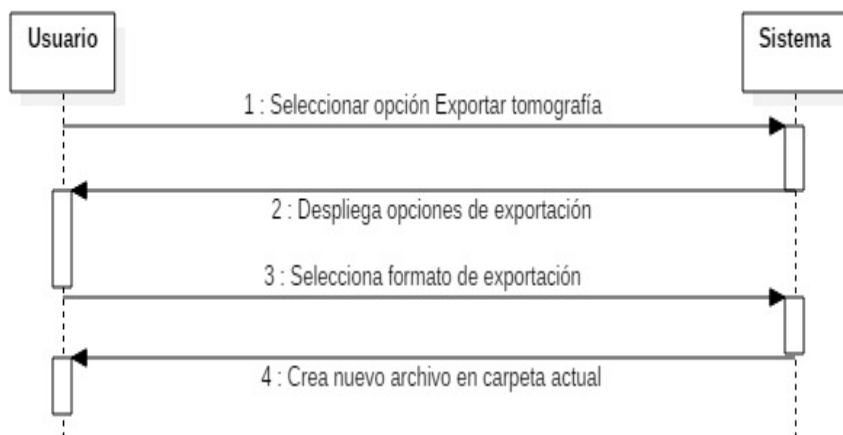 Usuario
Sistema
1 : Seleccionar opción Exportar tomografía
2 : Despliega opciones de exportación
3 : Selecciona formato de exportación
4 : Crea nuevo archivo en carpeta actual